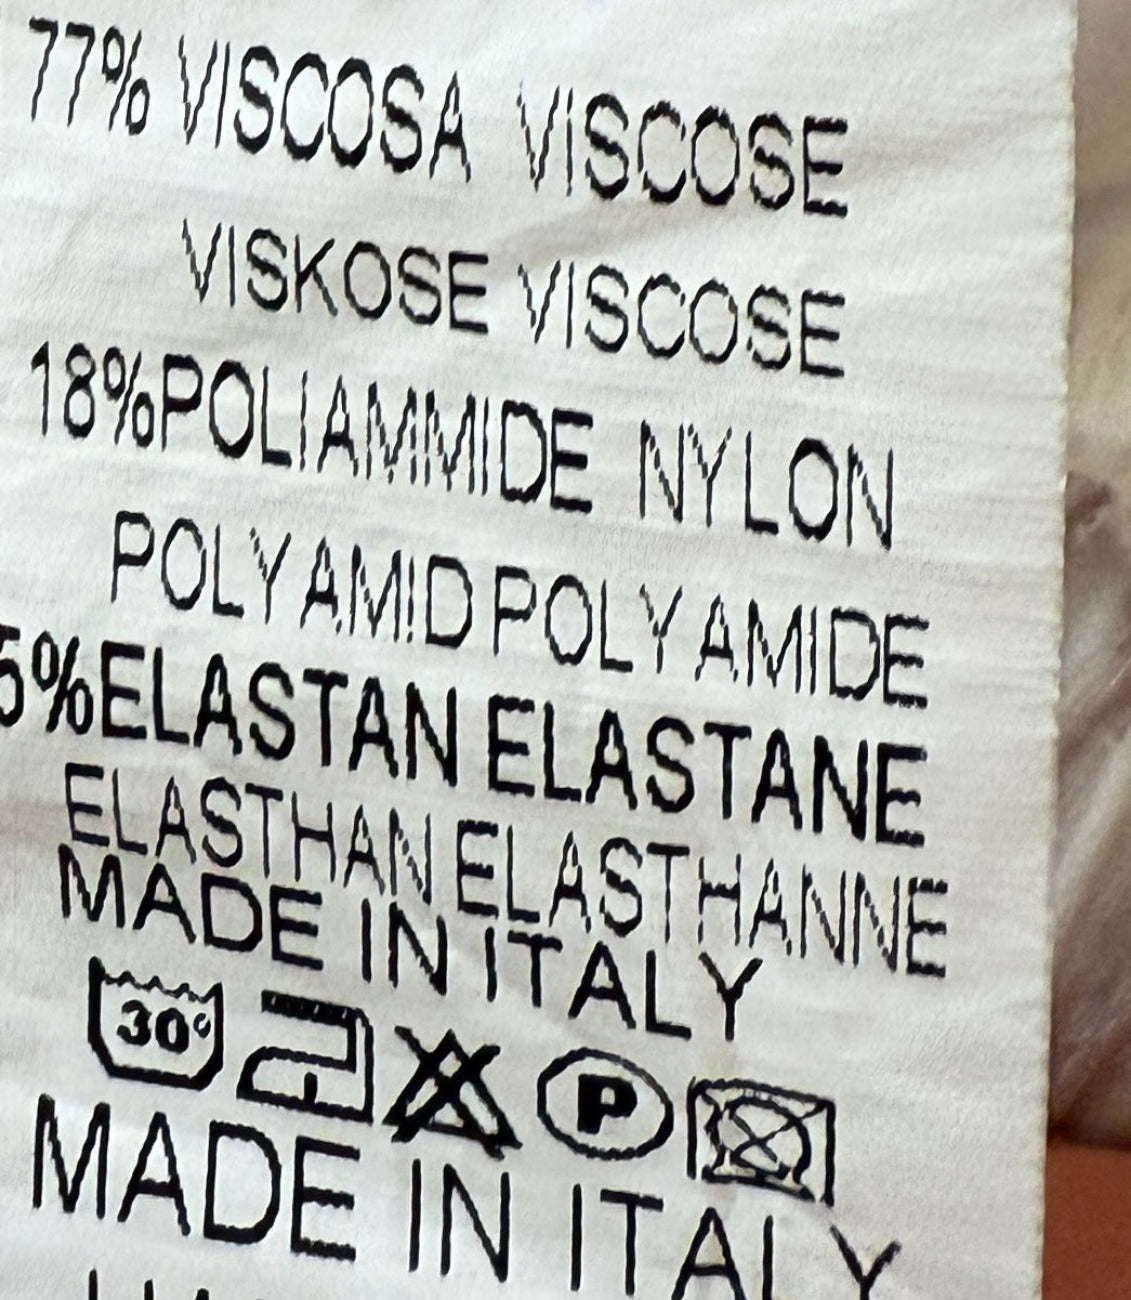 77% VISCOSA VISCOSE
VISKOSE VISCOSE
18%POLIAMMIDE NYLON
POLYAMID POLYAMIDE
5%ELASTAN ELASTANE
ELASTHAN ELASTHANNE
MADE IN ITALY
30° P
MADE IN ITALY